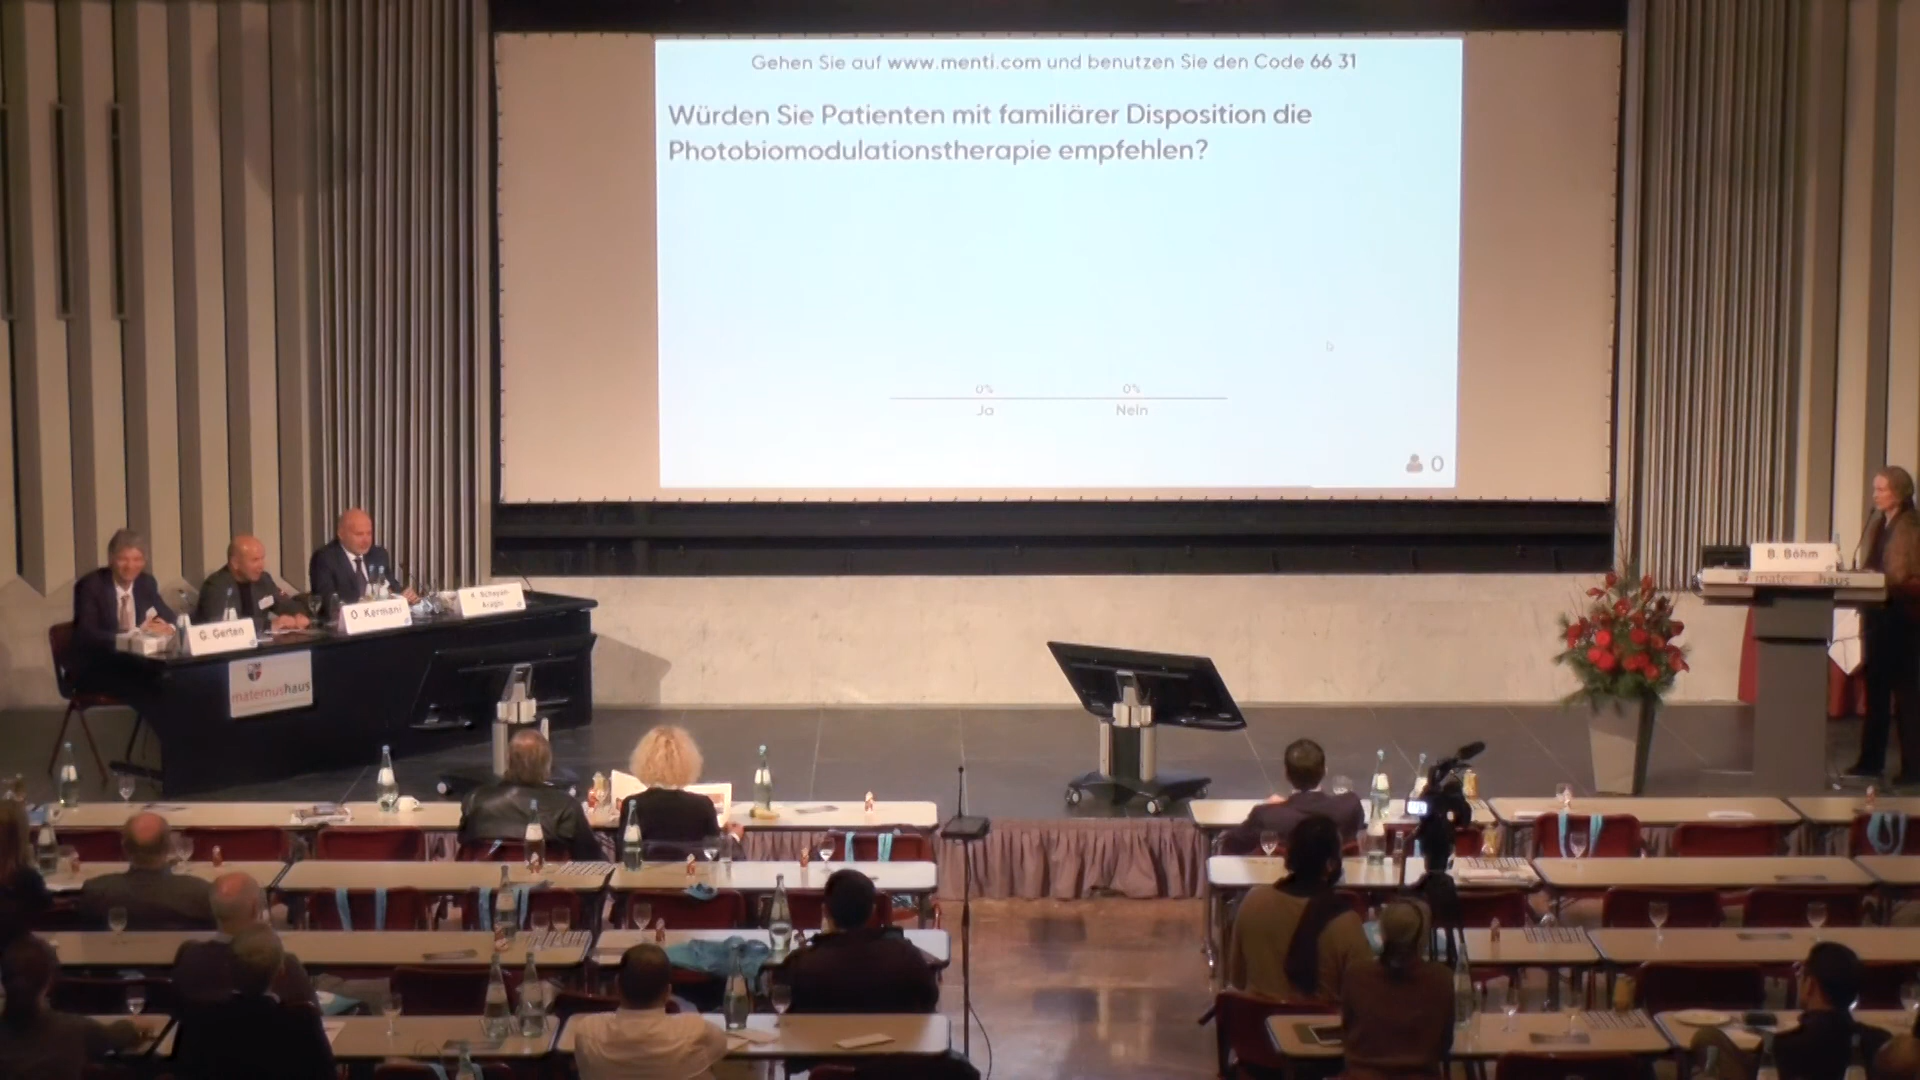 Gehen Sie auf www.menti.com und benutzen Sie den Code 66 31
Würden Sie Patienten mit familiärer Disposition die
Photobiomodulationstherapie empfehlen?
0% 0%
Ja Nein
0
G. Gerten
O. Kermani
maternushaus
B. Böhm
haus